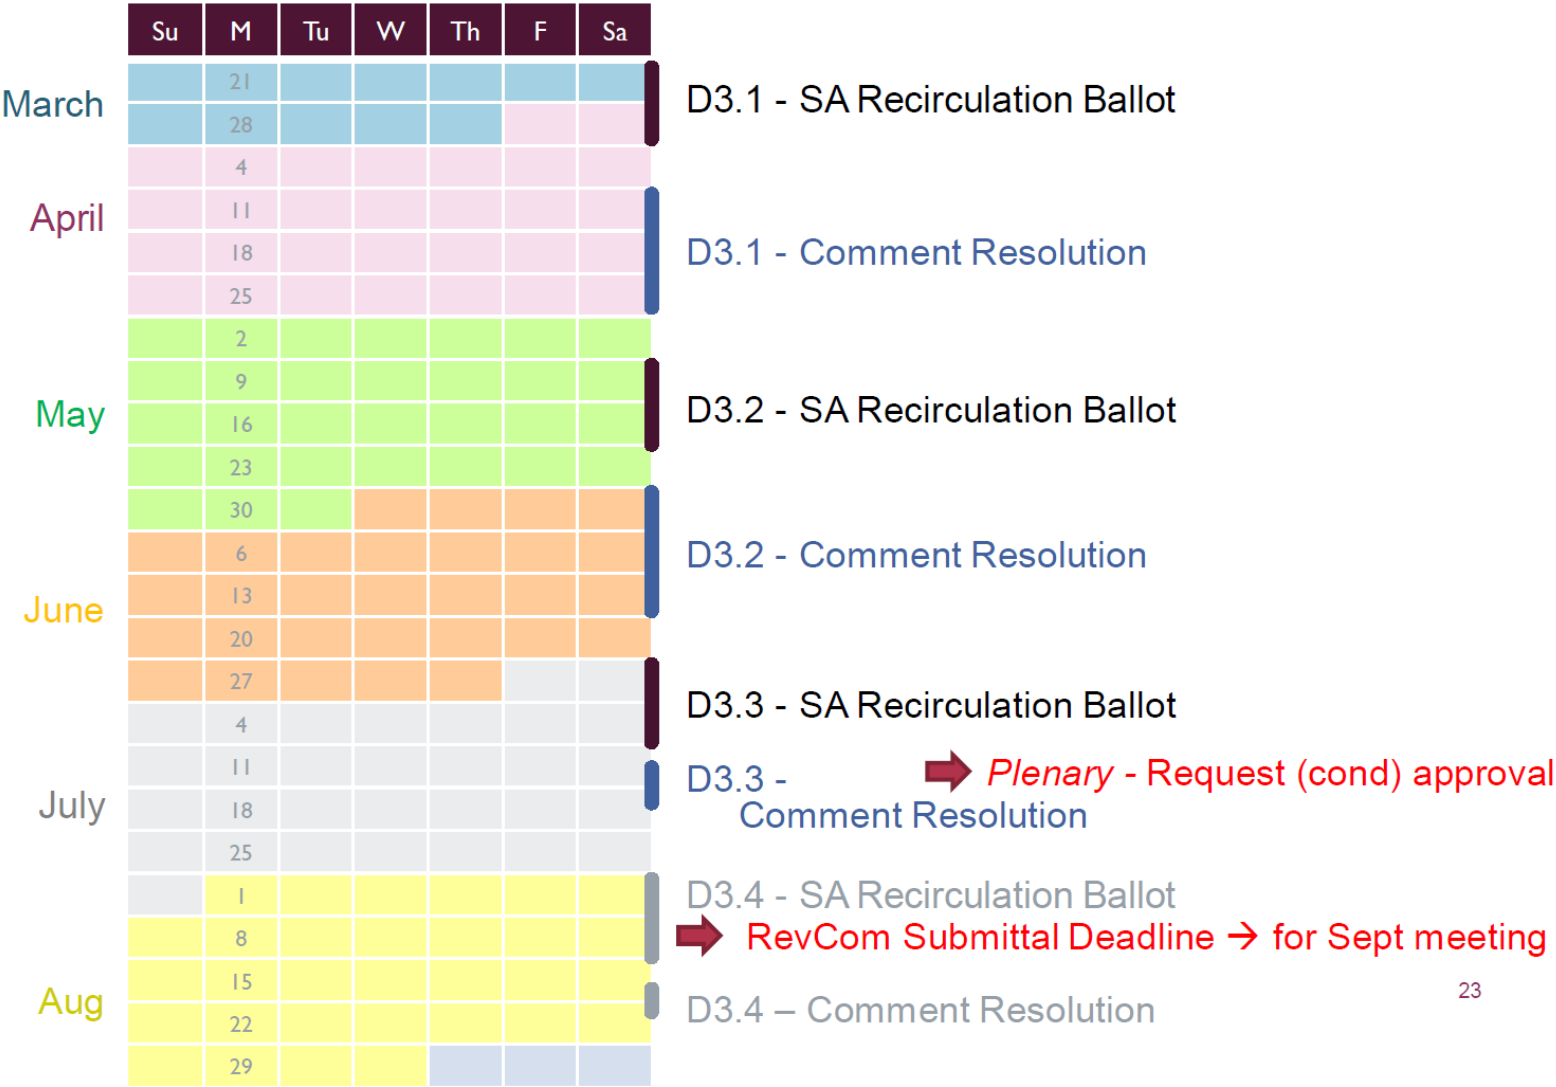 Su M Tu W Th F Sa
March
21
28
D3.1 - SA Recirculation Ballot
April
4
11
18
25
D3.1 - Comment Resolution
May
2
9
16
23
30
D3.2 - SA Recirculation Ballot
D3.2 - Comment Resolution
June
6
13
20
27
D3.3 - SA Recirculation Ballot
July
4
11
18
25
D3.3 -
Comment Resolution
Plenary - Request (cond) approval
Aug
1
8
15
22
29
D3.4 - SA Recirculation Ballot
RevCom Submittal Deadline → for Sept meeting
D3.4 – Comment Resolution
23